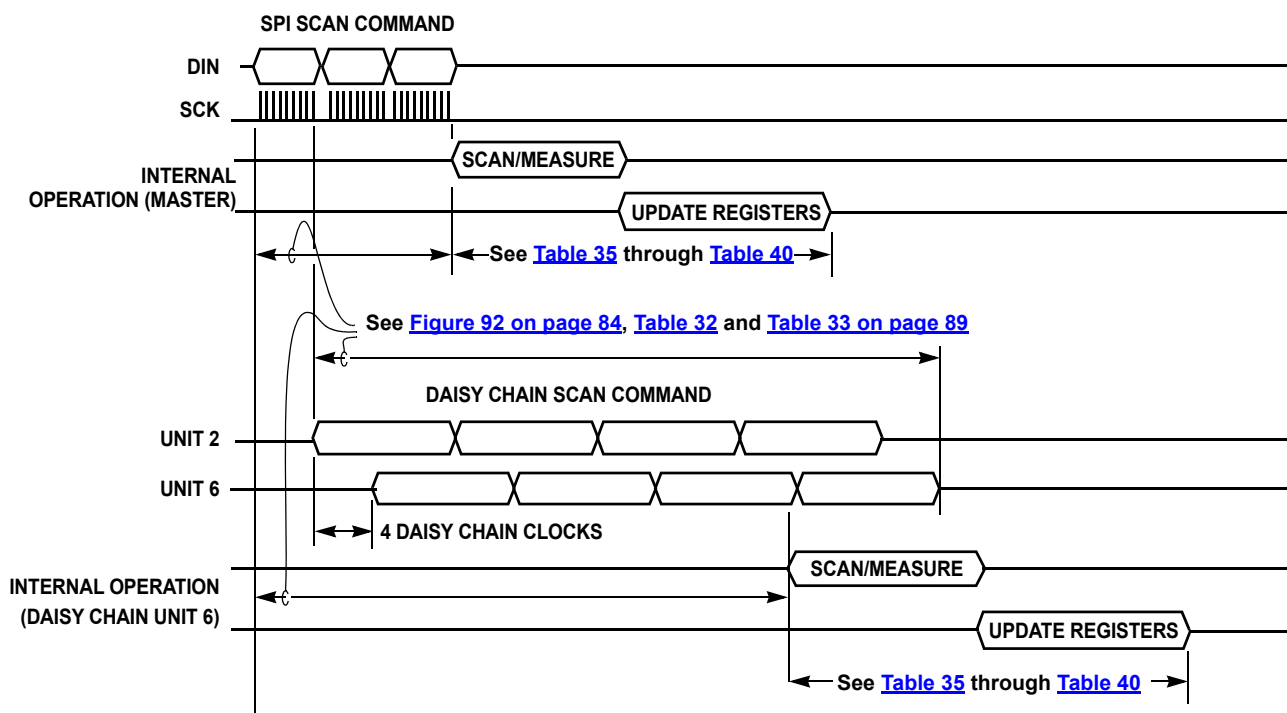 SPI SCAN COMMAND
DIN
SCK
SCAN/MEASURE
INTERNAL
OPERATION (MASTER)
UPDATE REGISTERS
See Table 35 through Table 40
See Figure 92 on page 84, Table 32 and Table 33 on page 89
DAISY CHAIN SCAN COMMAND
UNIT 2
UNIT 6
4 DAISY CHAIN CLOCKS
SCAN/MEASURE
INTERNAL OPERATION
(DAISY CHAIN UNIT 6)
UPDATE REGISTERS
See Table 35 through Table 40